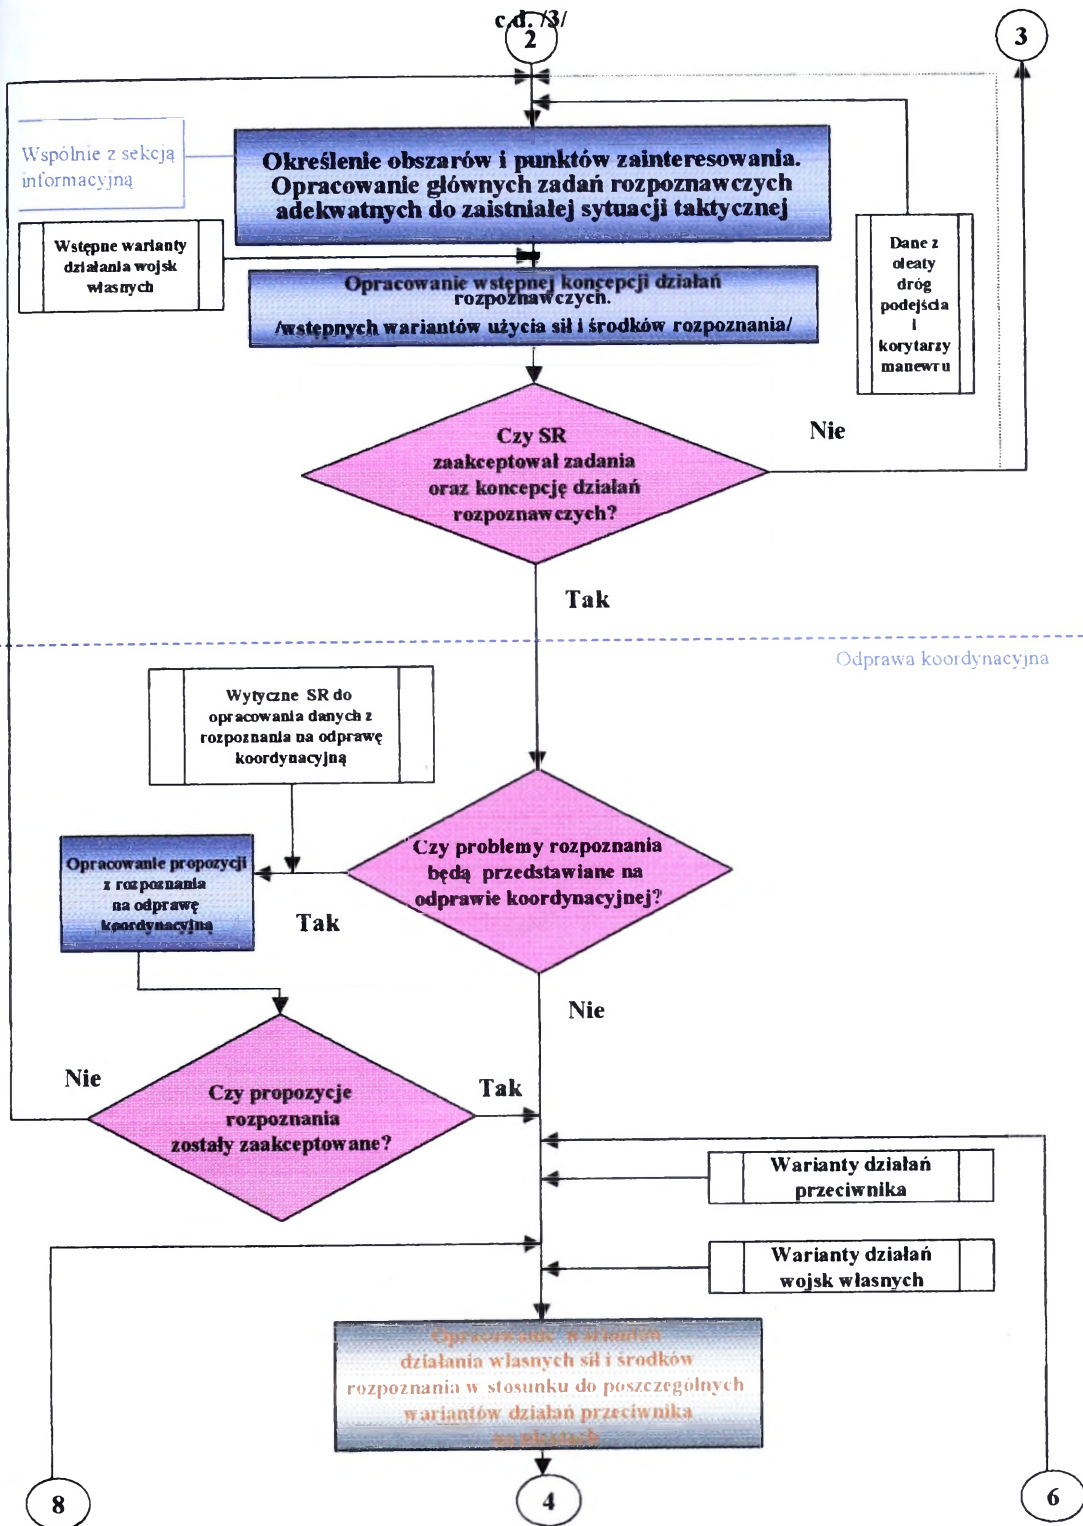 c.d. /3/
2
3
Wspólnie z sekcją
informacyjną
Określenie obszarów i punktów zainteresowania.
Opracowanie głównych zadań rozpoznawczych
adekwatnych do zaistniałej sytuacji taktycznej
Wstępne warianty
działania wojsk
własnych
Dane z
oleaty
dróg
podejścia
i
korytarzy
manewru
Opracowanie wstępnej koncepcji działań
rozpoznawczych.
/wstępnych wariantów użycia sił i środków rozpoznania/
Nie
Czy SR
zaakceptował zadania
oraz koncepcję działań
rozpoznawczych?
Tak
Odprawa koordynacyjna
Wytyczne SR do
opracowania danych z
rozpoznania na odprawę
koordynacyjną
Czy problemy rozpoznania
będą przedstawiane na
odprawie koordynacyjnej?
Opracowanie propozycji
z rozpoznania
na odprawę
koordynacyjną
Tak
Nie
Nie
Tak
Czy propozycje
rozpoznania
zostały zaakceptowane?
Warianty działań
przeciwnika
Warianty działań
wojsk własnych
Opracowanie wariantów
działania własnych sił i środków
rozpoznania w stosunku do poszczególnych
wariantów działań przeciwnika
8
4
6